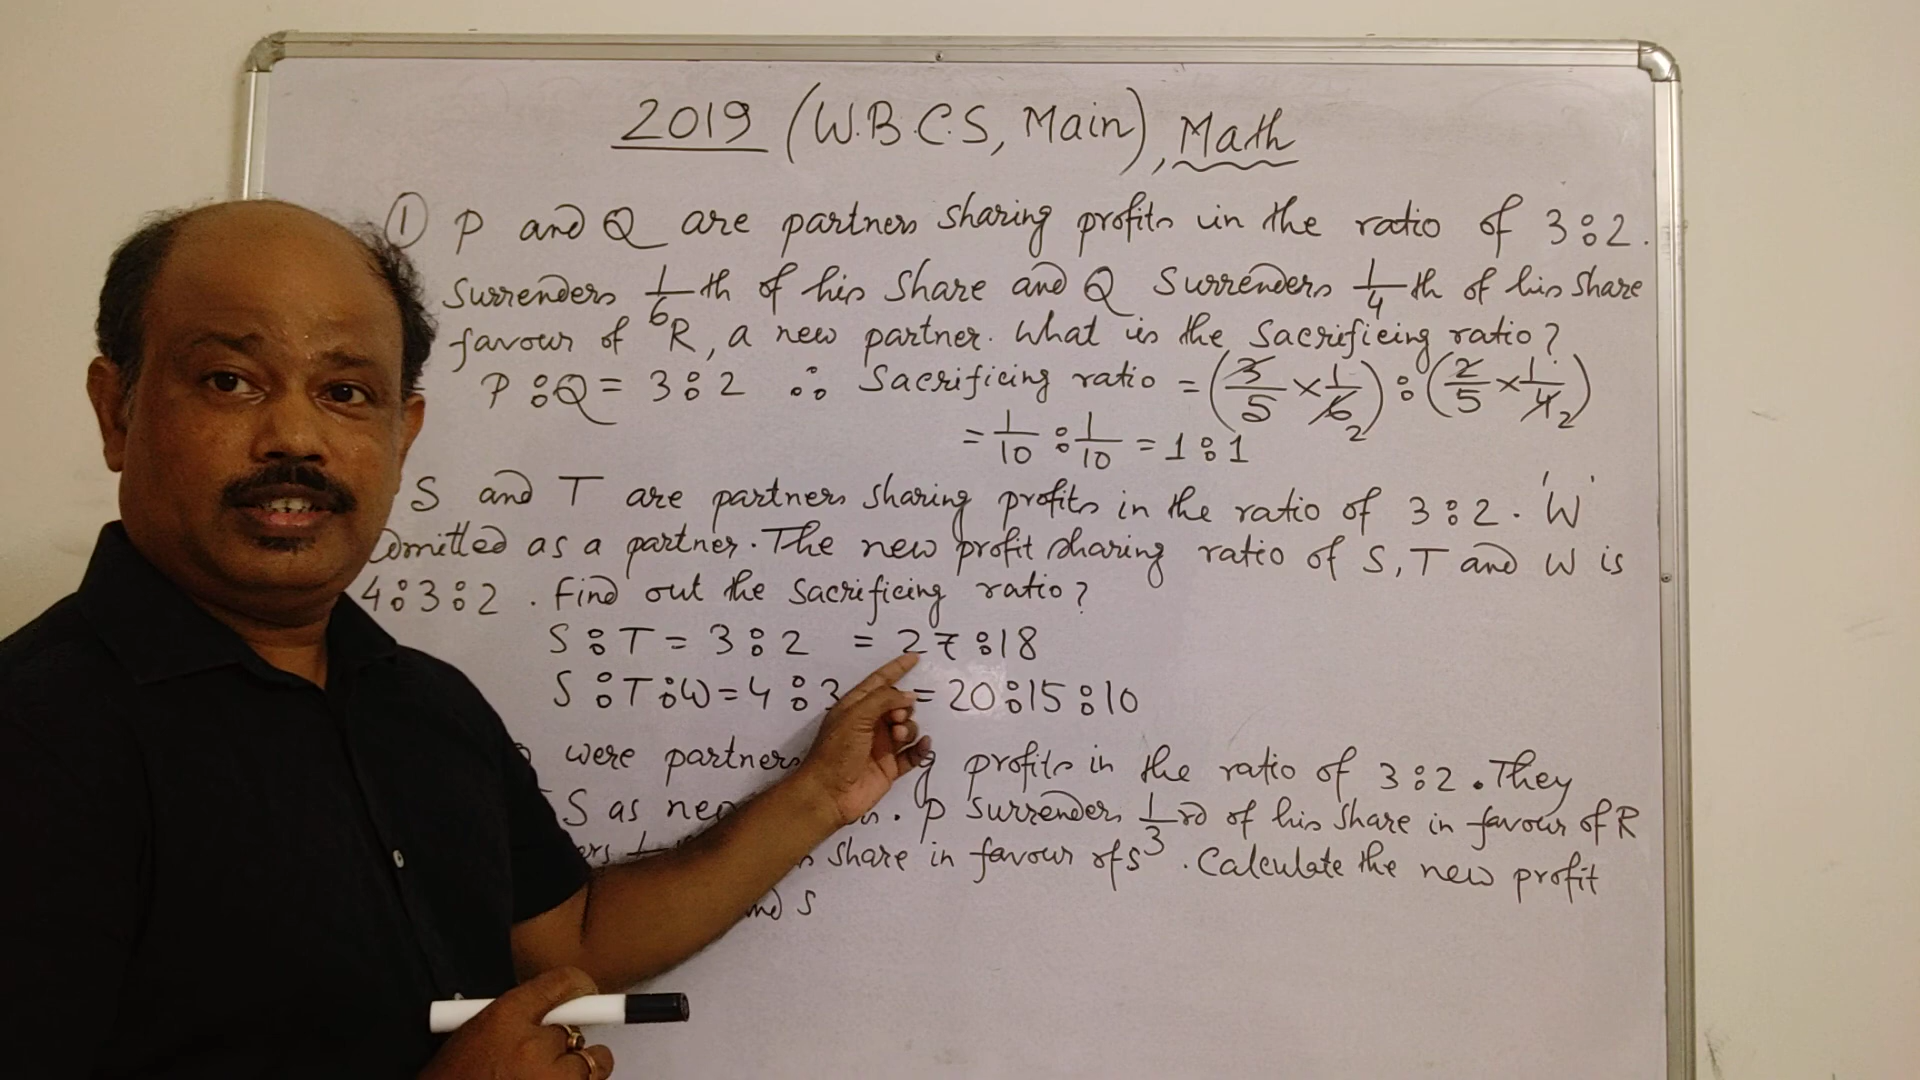 2019 (W.B.C.S, Main), Math
① P and Q are partners sharing profits in the ratio of 3:2.
Surrenders 1/6 th of his share and Q surrenders 1/4 th of his share
favour of R, a new partner. What is the sacrificing ratio?
P:Q = 3:2 ∴ Sacrificing ratio = (3/5 × 1/6 2) : (2/5 × 1/4 2)
= 1/10 : 1/10 = 1:1
S and T are partners sharing profits in the ratio of 3:2. 'W'
admitted as a partner. The new profit sharing ratio of S, T and W is
4:3:2. Find out the sacrificing ratio?
S:T = 3:2 = 27:18
S:T:W = 4:3 = 20:15:10
were partners profits in the ratio of 3:2. They
S as P surrenders 1/3 rd of his share in favour of R
share in favour of S. Calculate the new profit
and S